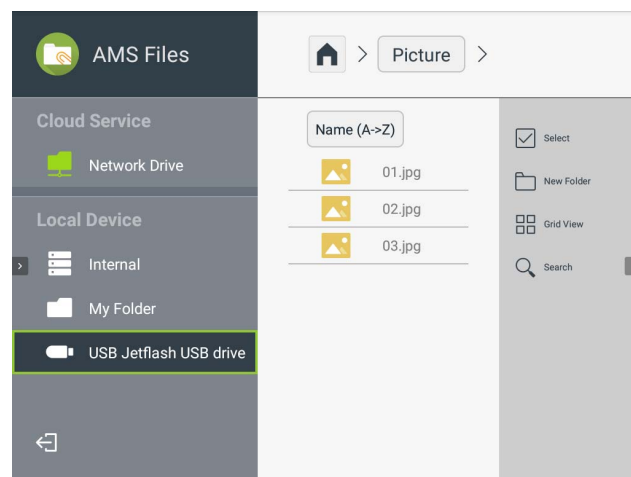 AMS Files
Picture
Cloud Service
Network Drive
Local Device
Internal
My Folder
USB Jetflash USB drive
Name (A->Z)
01.jpg
02.jpg
03.jpg
Select
New Folder
Grid View
Search